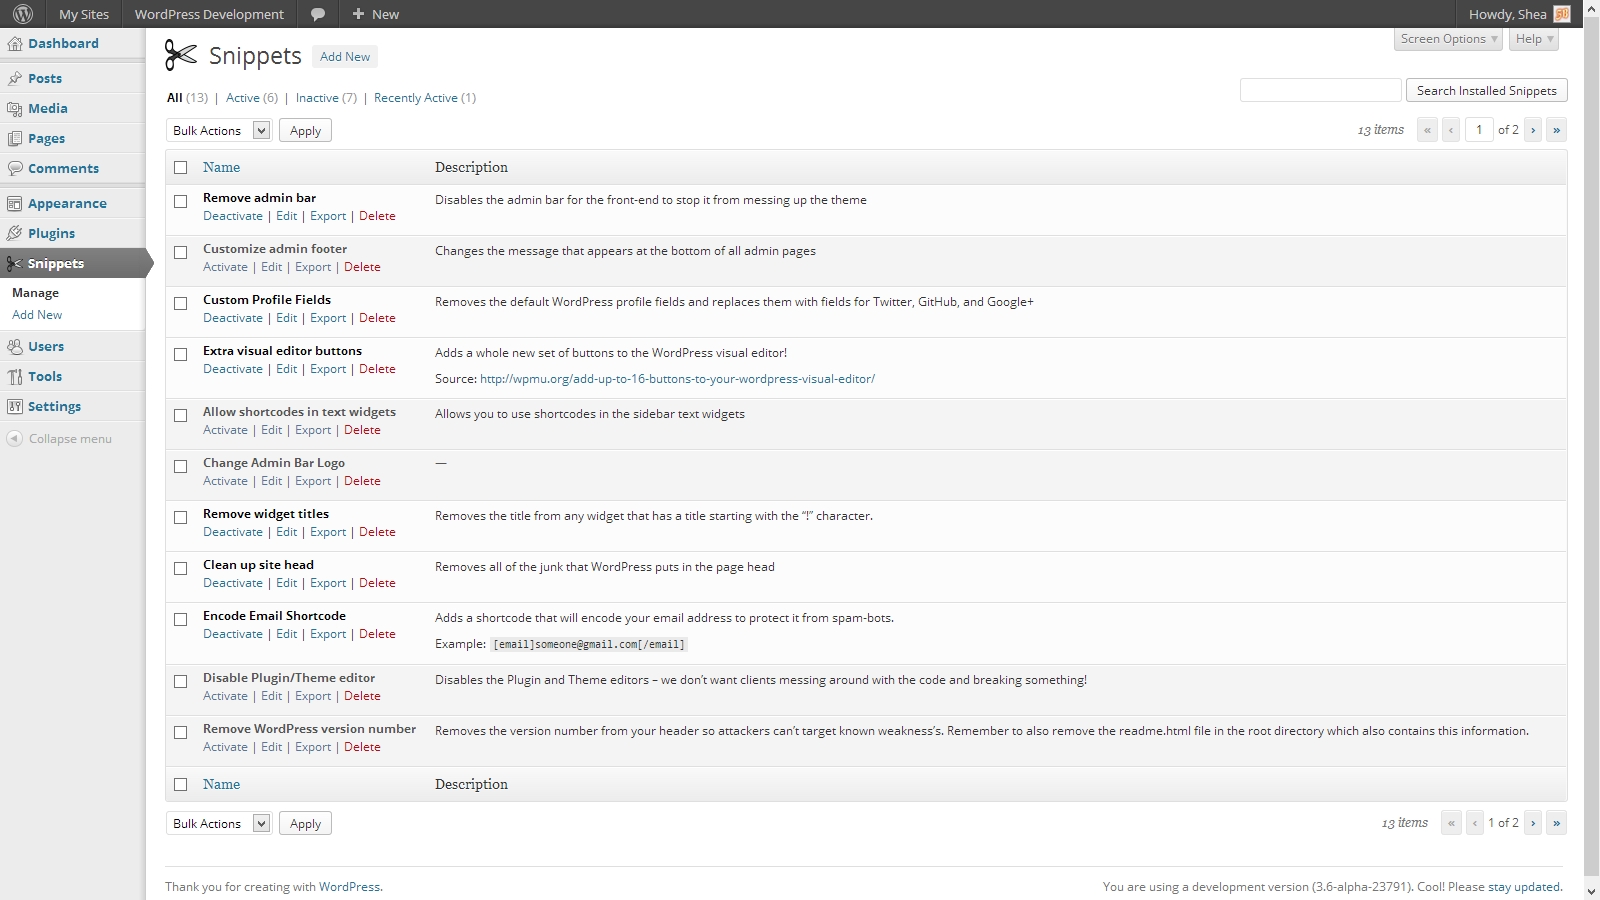 My Sites WordPress Development + New Howdy, Shea
Dashboard
Posts
Media
Pages
Comments
Appearance
Plugins
Snippets
Manage
Add New
Users
Tools
Settings
Collapse menu
Screen Options Help
Snippets Add New
All (13) | Active (6) | Inactive (7) | Recently Active (1)
Search Installed Snippets
Bulk Actions Apply 13 items « ‹ 1 of 2 › »
Name Description
Remove admin bar Disables the admin bar for the front-end to stop it from messing up the theme
Deactivate | Edit | Export | Delete
Customize admin footer Changes the message that appears at the bottom of all admin pages
Activate | Edit | Export | Delete
Custom Profile Fields Removes the default WordPress profile fields and replaces them with fields for Twitter, GitHub, and Google+
Deactivate | Edit | Export | Delete
Extra visual editor buttons Adds a whole new set of buttons to the WordPress visual editor!
Deactivate | Edit | Export | Delete
Source: http://wpmu.org/add-up-to-16-buttons-to-your-wordpress-visual-editor/
Allow shortcodes in text widgets Allows you to use shortcodes in the sidebar text widgets
Activate | Edit | Export | Delete
Change Admin Bar Logo —
Activate | Edit | Export | Delete
Remove widget titles Removes the title from any widget that has a title starting with the “!” character.
Deactivate | Edit | Export | Delete
Clean up site head Removes all of the junk that WordPress puts in the page head
Deactivate | Edit | Export | Delete
Encode Email Shortcode Adds a shortcode that will encode your email address to protect it from spam-bots.
Deactivate | Edit | Export | Delete
Example: [email]someone@gmail.com[/email]
Disable Plugin/Theme editor Disables the Plugin and Theme editors – we don’t want clients messing around with the code and breaking something!
Activate | Edit | Export | Delete
Remove WordPress version number Removes the version number from your header so attackers can’t target known weakness’s. Remember to also remove the readme.html file in the root directory which also contains this information.
Activate | Edit | Export | Delete
Name Description
Bulk Actions Apply 13 items « ‹ 1 of 2 › »
Thank you for creating with WordPress. You are using a development version (3.6-alpha-23791). Cool! Please stay updated.